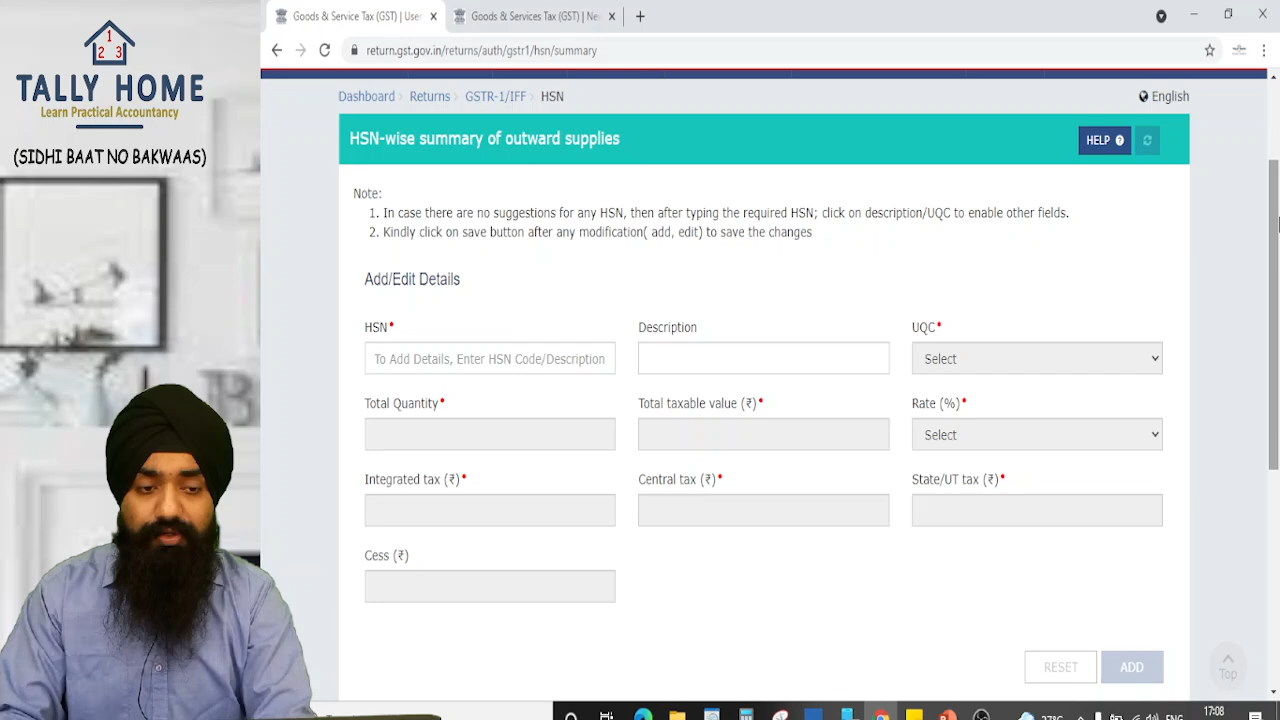 Goods & Service Tax (GST) | User
Goods & Services Tax (GST) | Ne
return.gst.gov.in/returns/auth/gstr1/hsn/summary
1
2 3
TALLY HOME
Learn Practical Accountancy
(SIDHI BAAT NO BAKWAAS)
Dashboard
Returns
GSTR-1/IFF
HSN
English
HSN-wise summary of outward supplies
HELP
Note:
1. In case there are no suggestions for any HSN, then after typing the required HSN; click on description/UQC to enable other fields.
2. Kindly click on save button after any modification( add, edit) to save the changes
Add/Edit Details
HSN•
Description
UQC•
To Add Details, Enter HSN Code/Description
Select
Total Quantity•
Total taxable value (₹)•
Rate (%)•
Select
Integrated tax (₹)•
Central tax (₹)•
State/UT tax (₹)•
Cess (₹)
RESET
ADD
Top
17:08